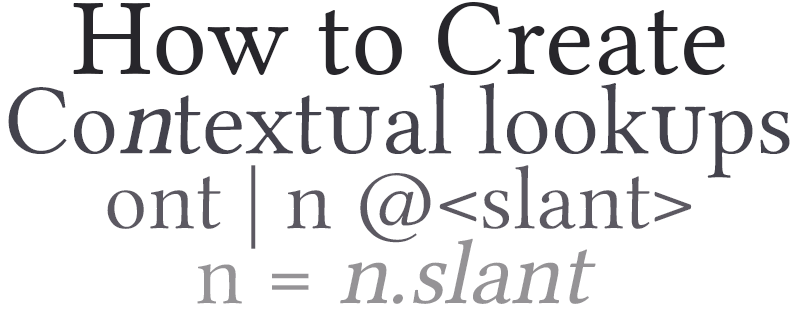 How to Create
Contextual lookups
ont | n @<slant>
n = n.slant